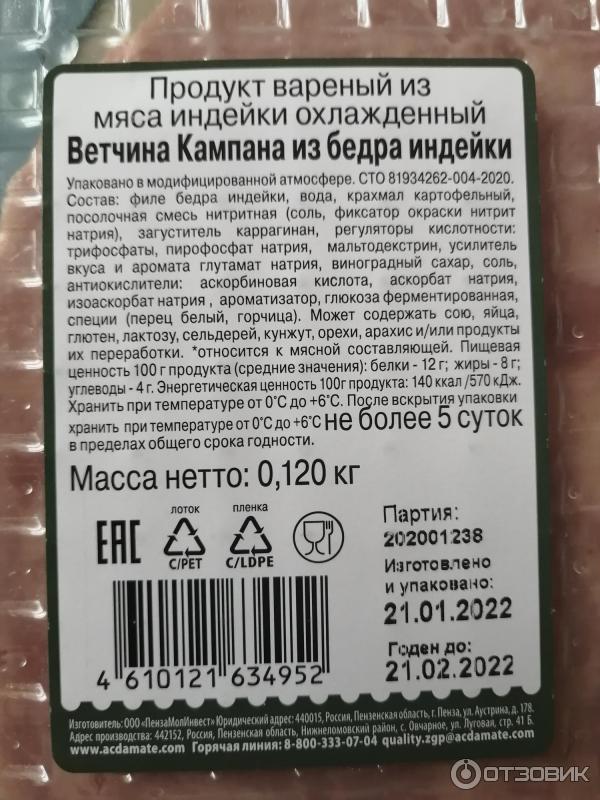 Продукт вареный из
мяса индейки охлажденный
Ветчина Кампана из бедра индейки
Упаковано в модифицированной атмосфере. СТО 81934262-004-2020.
Состав: филе бедра индейки, вода, крахмал картофельный,
посолочная смесь нитритная (соль, фиксатор окраски нитрит
натрия), загуститель каррагинан, регуляторы кислотности:
трифосфаты, пирофосфат натрия, мальтодекстрин, усилитель
вкуса и аромата глутамат натрия, виноградный сахар, соль,
антиокислители: аскорбиновая кислота, аскорбат натрия,
изоаскорбат натрия , ароматизатор, глюкоза ферментированная,
специи (перец белый, горчица). Может содержать сою, яйца,
глютен, лактозу, сельдерей, кунжут, орехи, арахис и/или продукты
их переработки. *относится к мясной составляющей. Пищевая
ценность 100 г продукта (средние значения): белки - 12 г; жиры - 8 г;
углеводы - 4 г. Энергетическая ценность 100г продукта: 140 ккал /570 кДж.
Хранить при температуре от 0°С до +6°С. После вскрытия упаковки
хранить при температуре от 0°С до +6°С не более 5 суток
в пределах общего срока годности.
Масса нетто: 0,120 кг
ЕАС
лоток
C/PET
пленка
C/LDPE
Партия:
202001238
Изготовлено
и упаковано:
21.01.2022
Годен до:
21.02.2022
4 610121 634952
Изготовитель: ООО «ПензаМолИнвест» Юридический адрес: 440015, Россия, Пензенская область, г. Пенза, ул. Аустрина, д. 178.
Адрес производства: 442152, Россия, Пензенская область, Нижнеломовский район, с. Овчарное, ул. Луговая, стр. 41 Б.
www.acdamate.com Горячая линия: 8-800-333-07-04 quality.zgp@acdamate.com
ОТЗОВИК